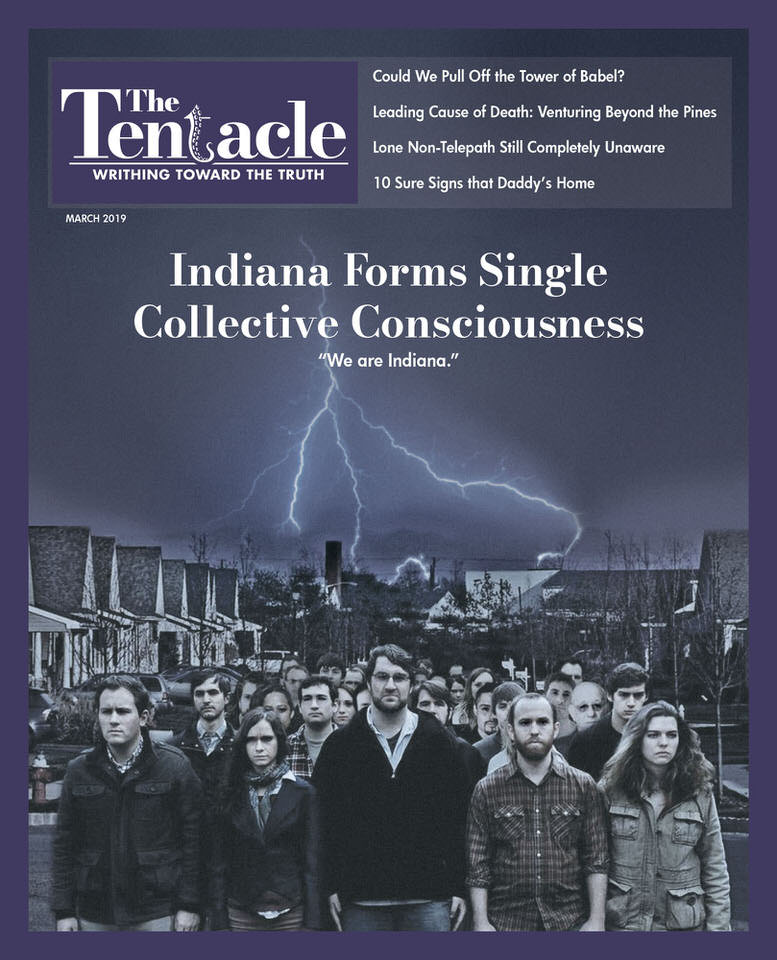 The
Tentacle
WRITHING TOWARD THE TRUTH
Could We Pull Off the Tower of Babel?
Leading Cause of Death: Venturing Beyond the Pines
Lone Non-Telepath Still Completely Unaware
10 Sure Signs that Daddy’s Home
MARCH 2019
Indiana Forms Single
Collective Consciousness
“We are Indiana.”